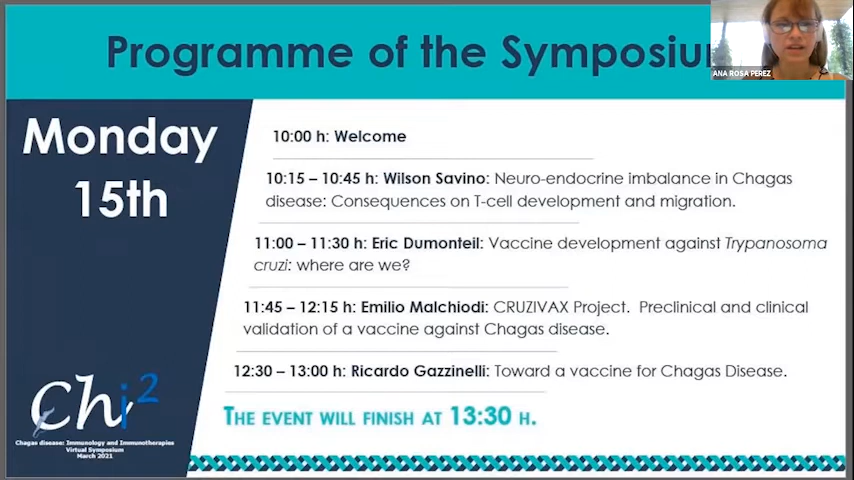 Programme of the Symposiu
ANA ROSA PEREZ
Monday
15th
10:00 h: Welcome
10:15 – 10:45 h: Wilson Savino: Neuro-endocrine imbalance in Chagas
disease: Consequences on T-cell development and migration.
11:00 – 11:30 h: Eric Dumonteil: Vaccine development against Trypanosoma
cruzi: where are we?
11:45 – 12:15 h: Emilio Malchiodi: CRUZIVAX Project. Preclinical and clinical
validation of a vaccine against Chagas disease.
12:30 – 13:00 h: Ricardo Gazzinelli: Toward a vaccine for Chagas Disease.
THE EVENT WILL FINISH AT 13:30 H.
Chi2
Chagas disease: Immunology and Immunotherapies
Virtual Symposium
March 2021